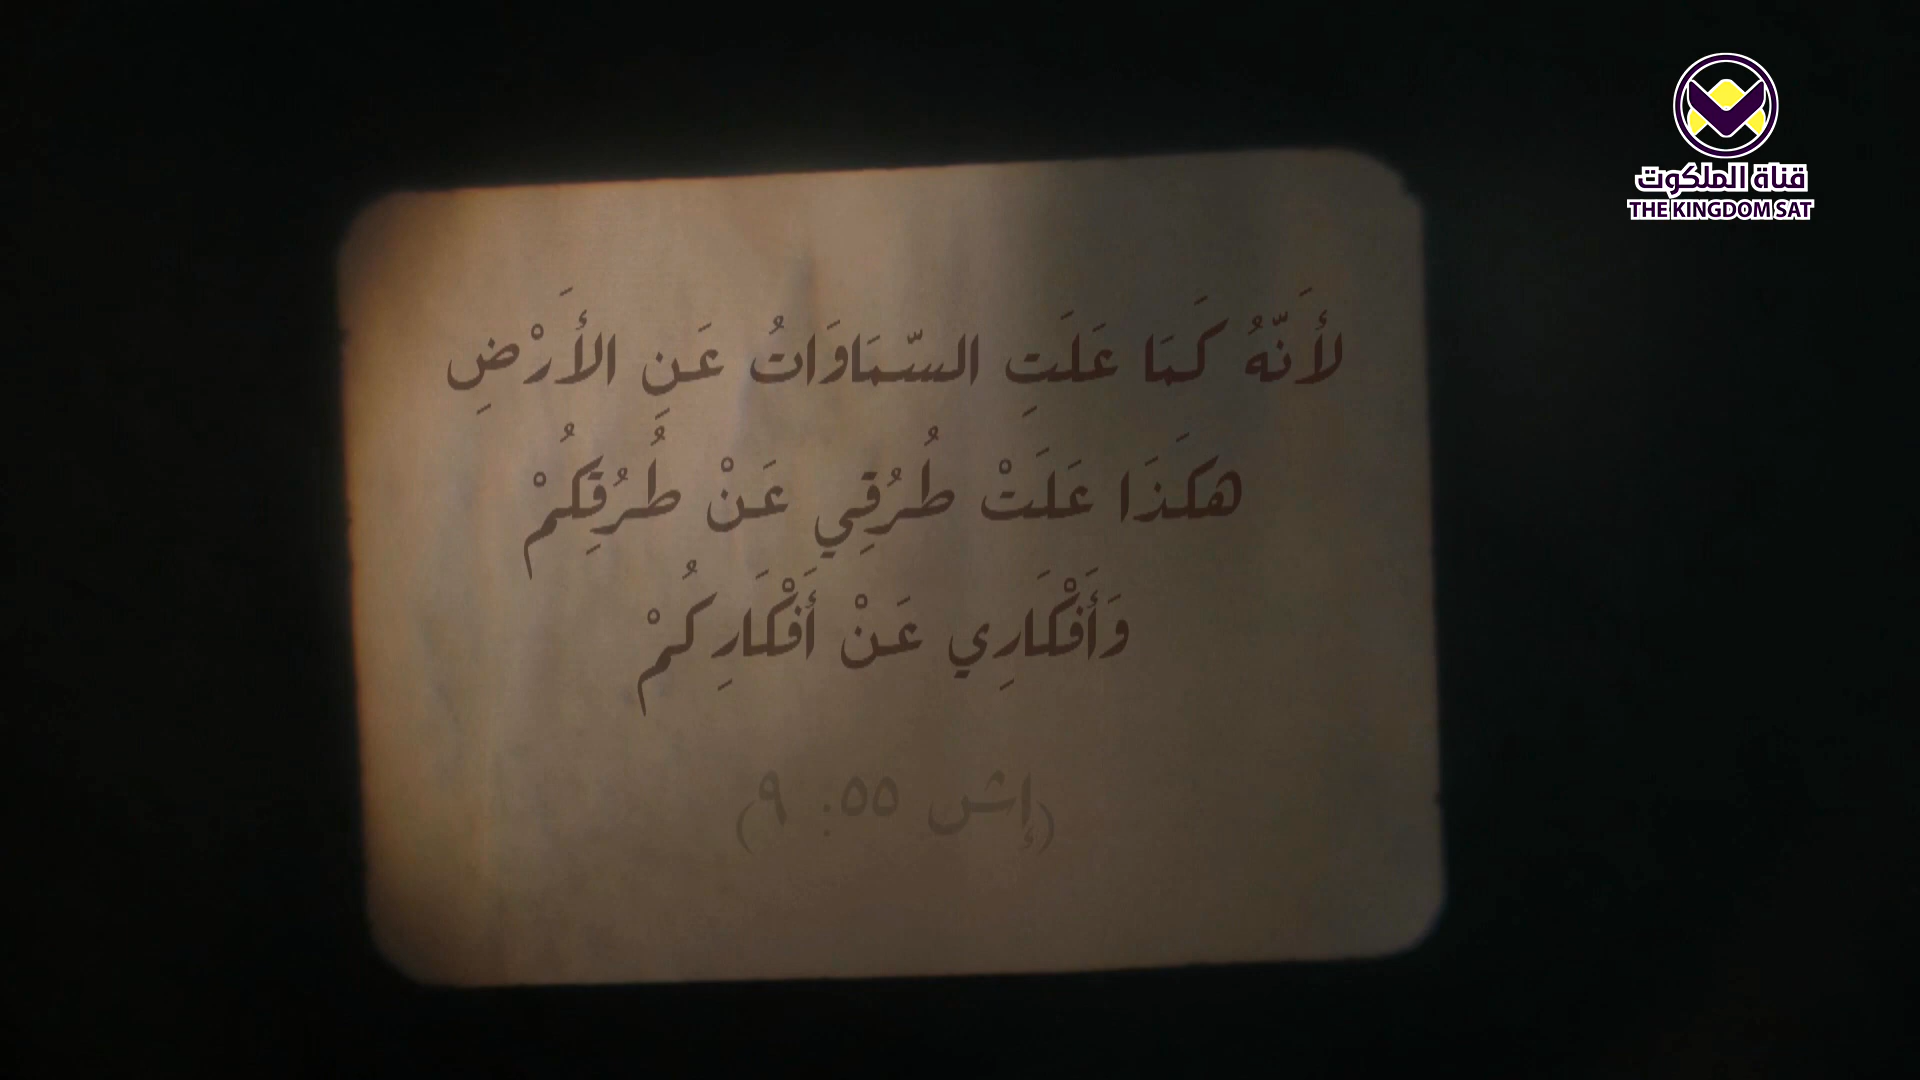 قناة الملكوت
THE KINGDOM SAT
لأَنَّهُ كَمَا عَلَتِ السَّمَاوَاتُ عَنِ الأَرْضِ
هكَذَا عَلَتْ طُرُقِي عَنْ طُرُقِكُمْ
وَأَفْكَارِي عَنْ أَفْكَارِكُمْ
(إش ٥٥: ٩)